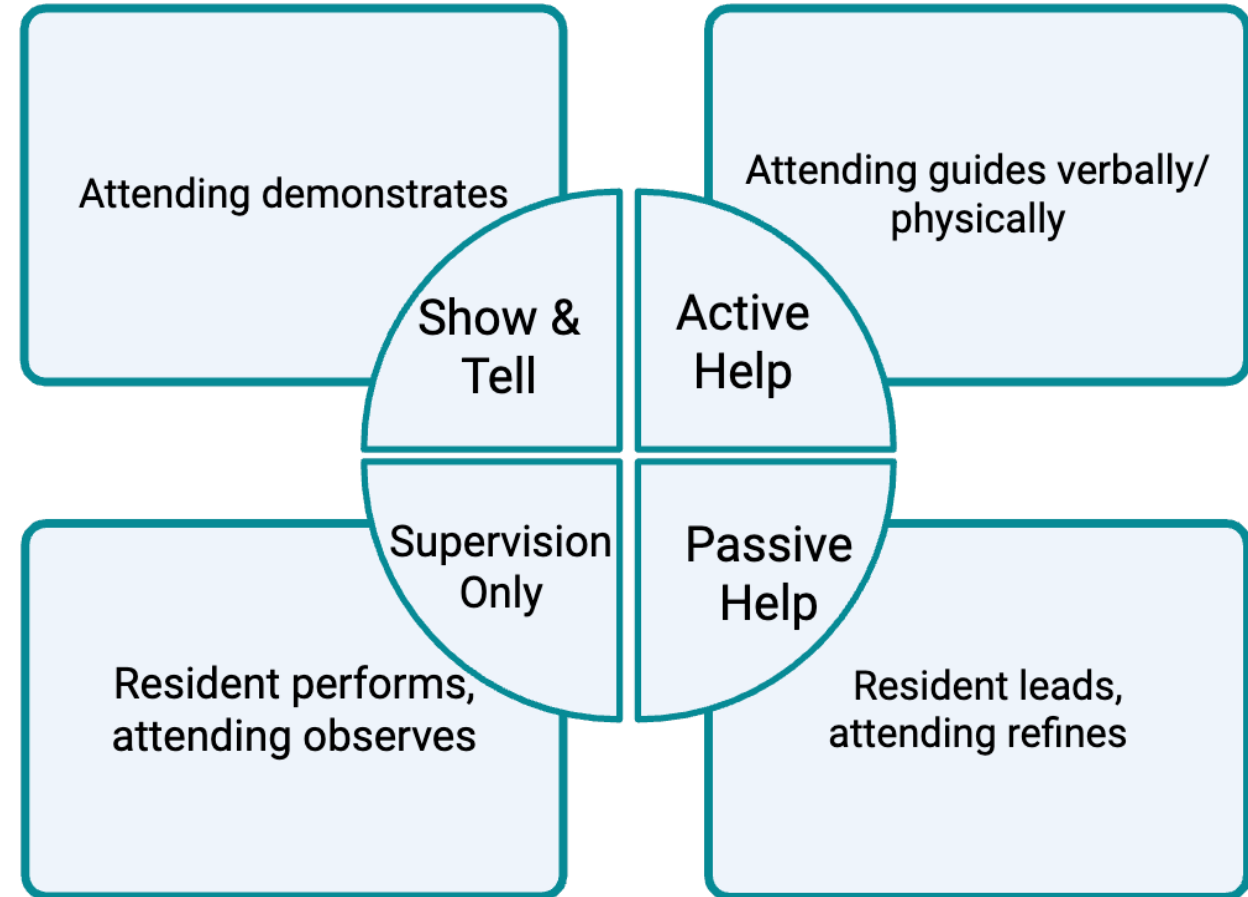 Attending demonstrates
Attending guides verbally/
physically
Show &
Tell
Active
Help
Supervision
Only
Passive
Help
Resident performs,
attending observes
Resident leads,
attending refines